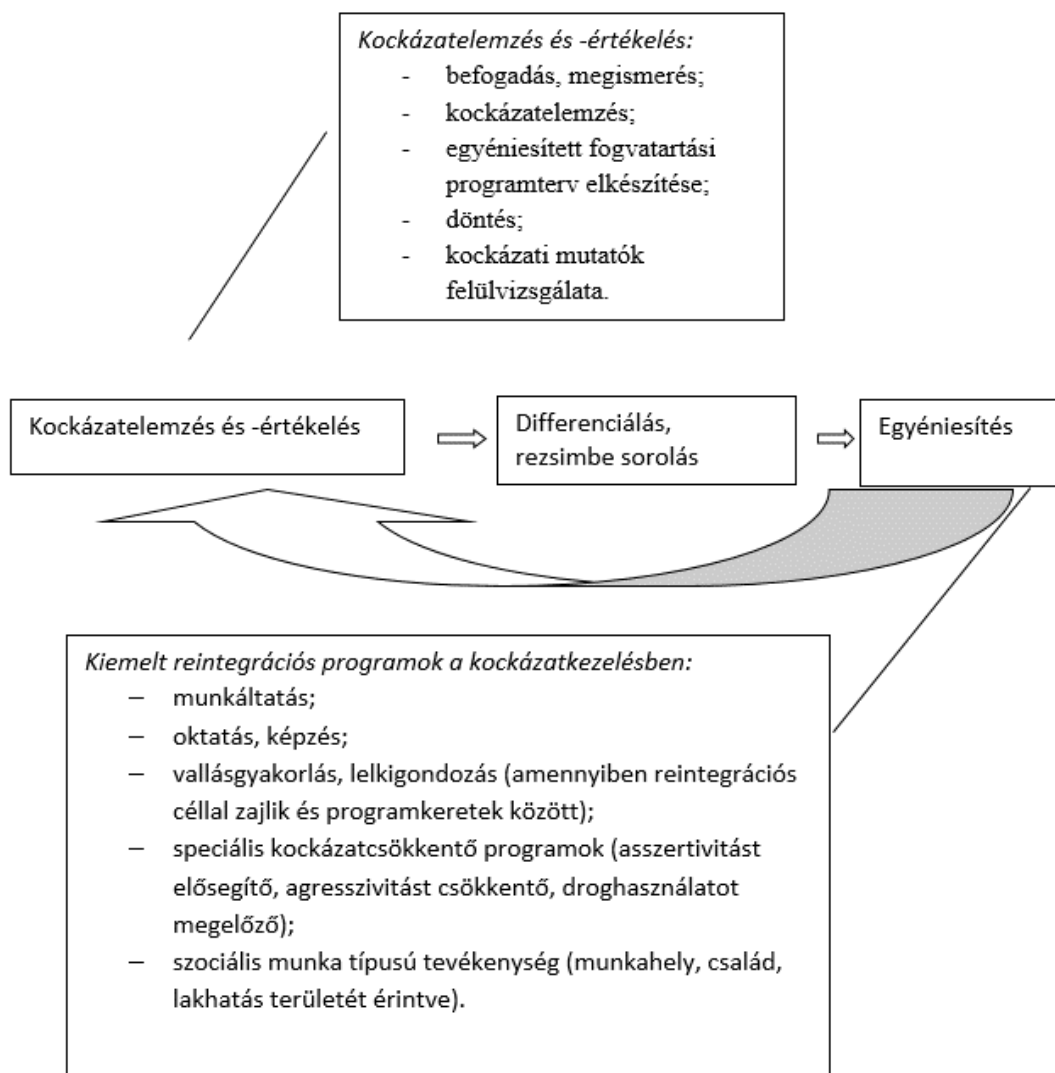 Kockázatelemzés és -értékelés:
- befogadás, megismerés;
- kockázatelemzés;
- egyéniesített fogvatartási
programterv elkészítése;
- döntés;
- kockázati mutatók
felülvizsgálata.
Kockázatelemzés és -értékelés
Differenciálás,
rezsimbe sorolás
Egyéniesítés
Kiemelt reintegrációs programok a kockázatkezelésben:
– munkáltatás;
– oktatás, képzés;
– vallásgyakorlás, lelkigondozás (amennyiben reintegrációs
céllal zajlik és programkeretek között);
– speciális kockázatcsökkentő programok (asszertivitást
elősegítő, agresszivitást csökkentő, droghasználatot
megelőző);
– szociális munka típusú tevékenység (munkahely, család,
lakhatás területét érintve).